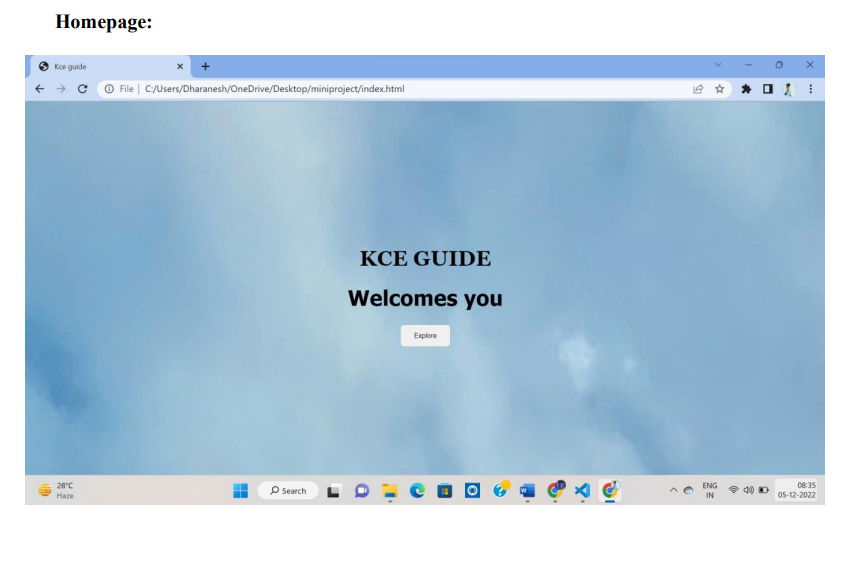 Homepage:
Kce guide
File | C:/Users/Dharanesh/OneDrive/Desktop/miniproject/index.html
KCE GUIDE
Welcomes you
Explore
28°C
Haze
Search
ENG
IN
08:35
05-12-2022